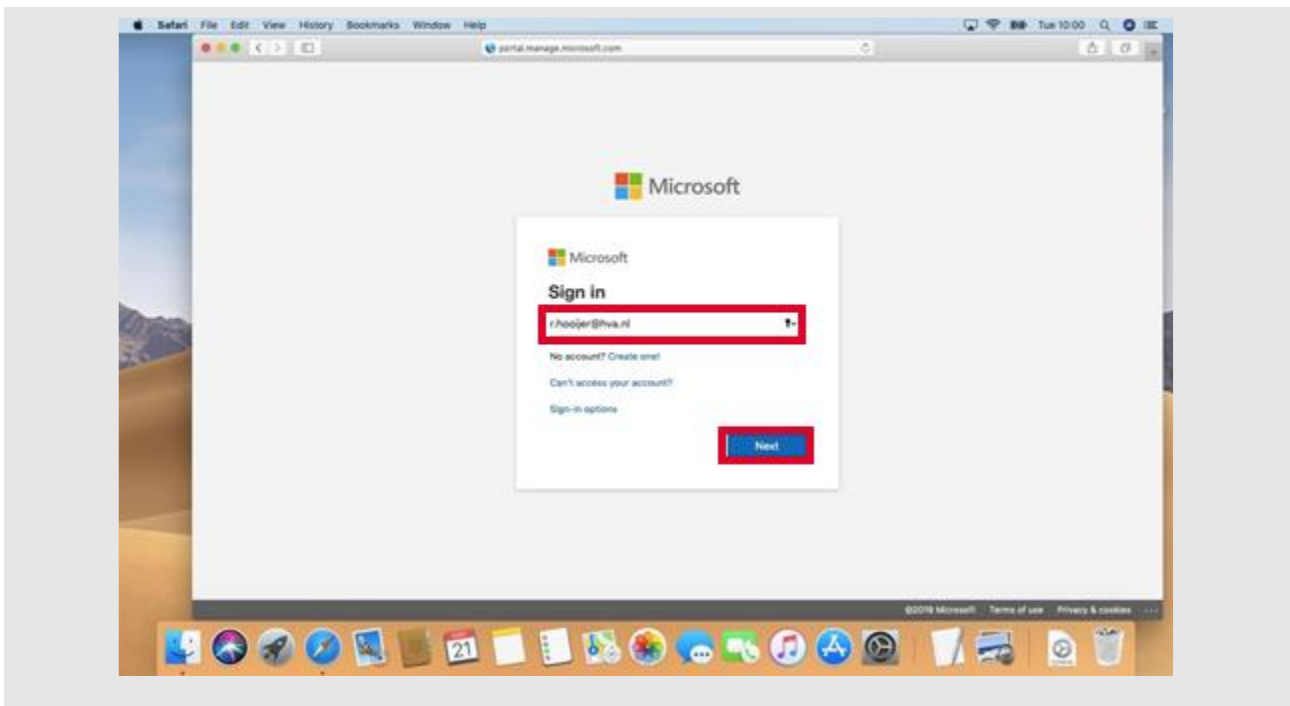 Safari File Edit View History Bookmarks Window Help Tue 10:00
portal.manage.microsoft.com
Microsoft
Microsoft
Sign in
r.hooijer@hva.nl
No account? Create one!
Can't access your account?
Sign-in options
Next
©2019 Microsoft Terms of use Privacy & cookies ...
21